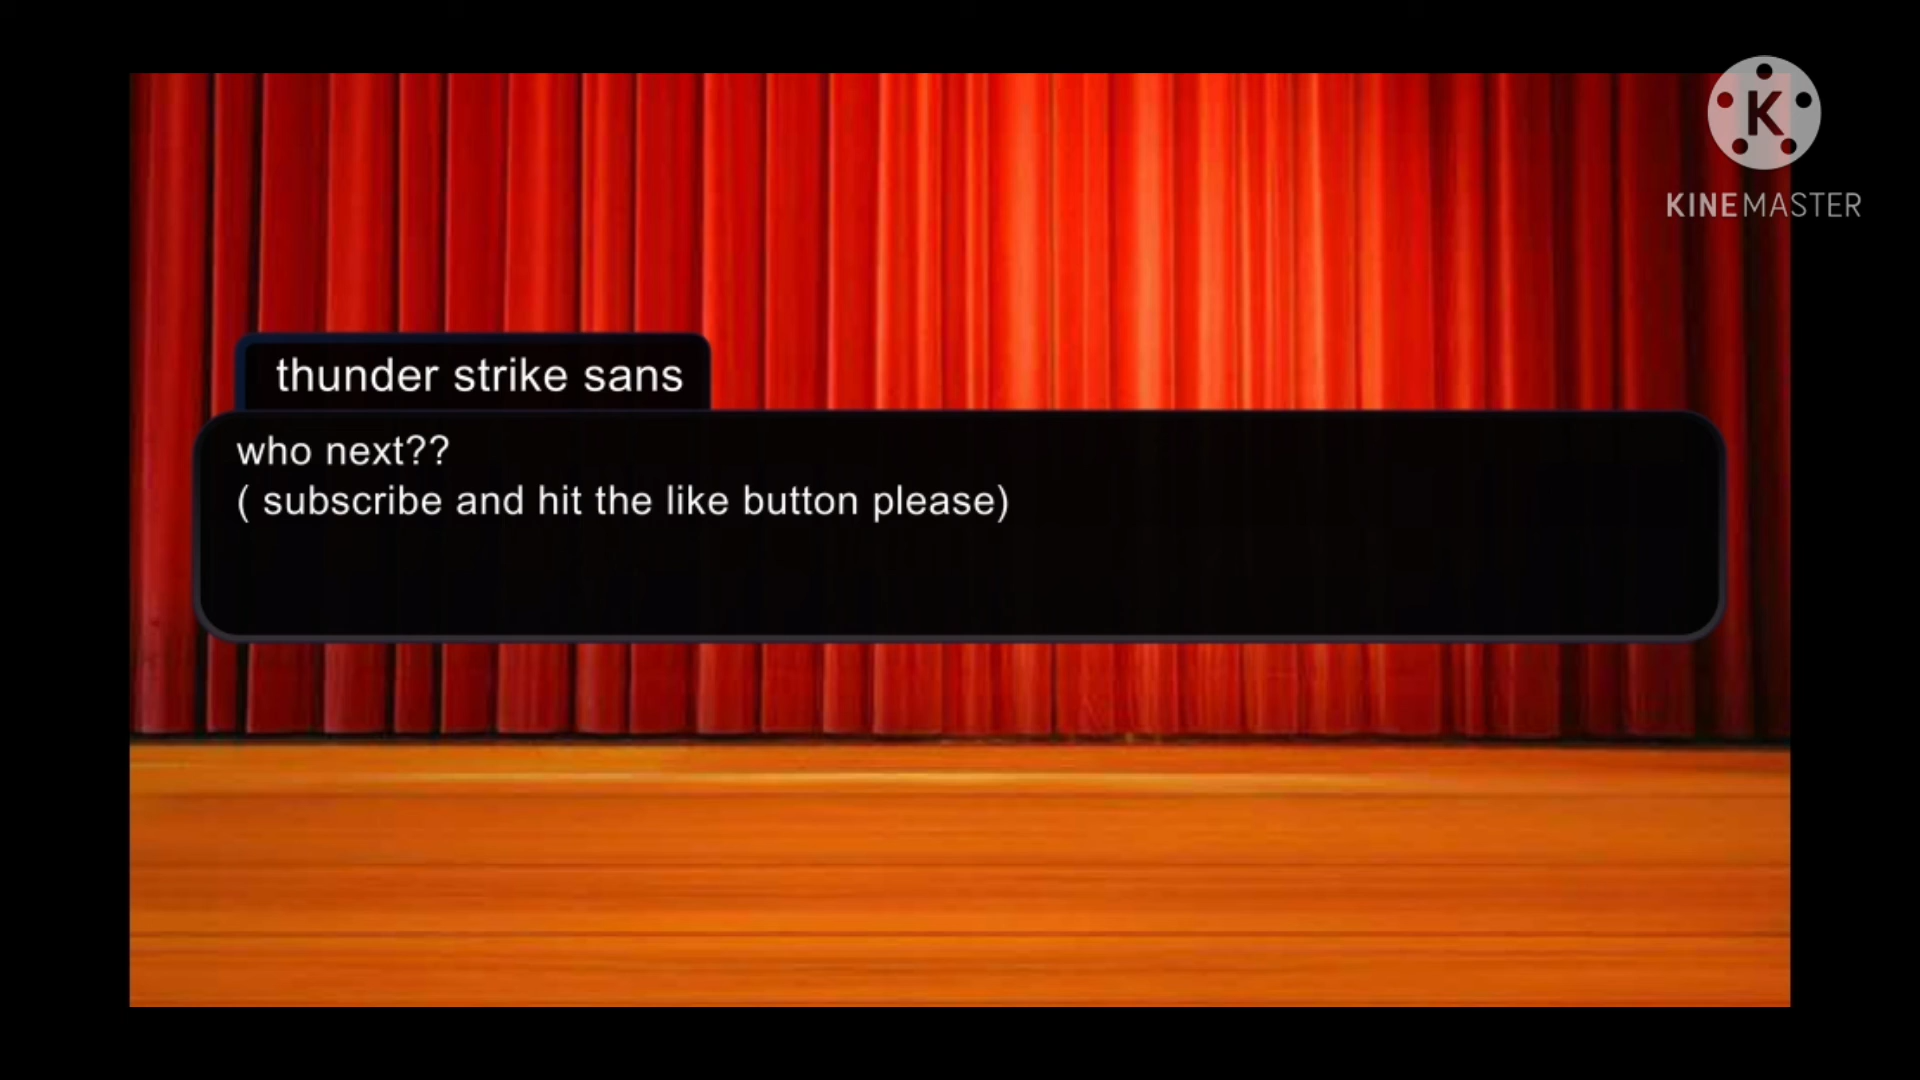 K
KINEMASTER
thunder strike sans
who next??
( subscribe and hit the like button please)